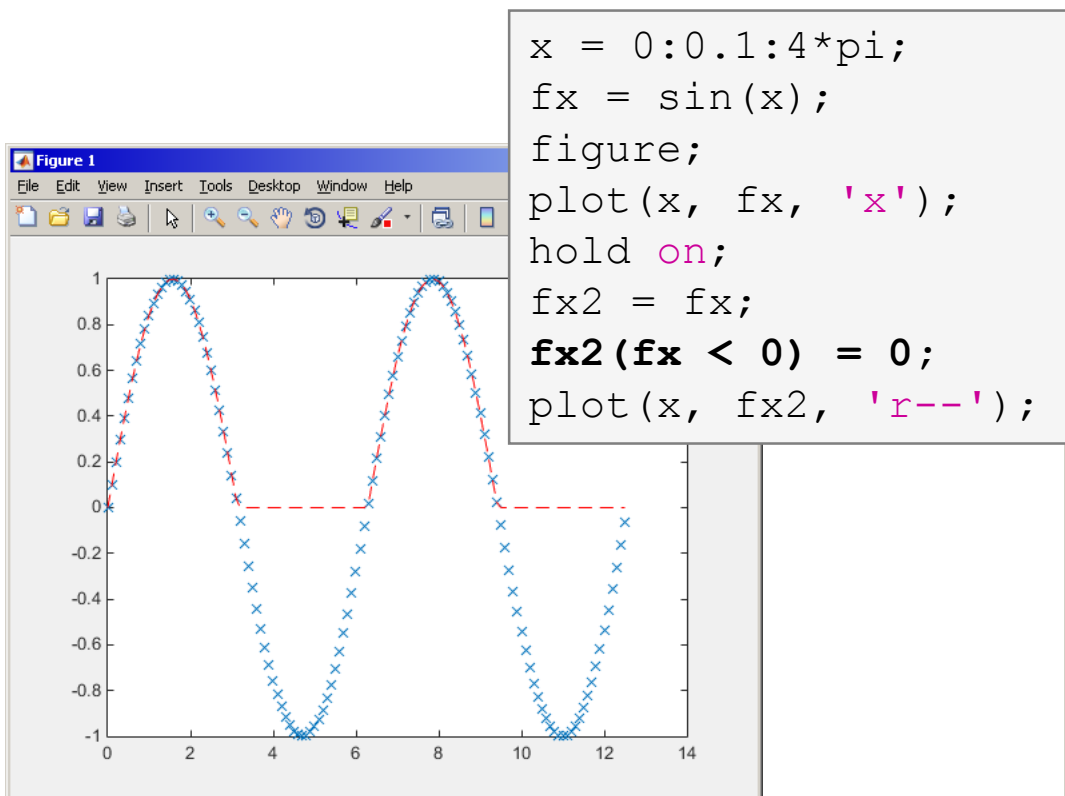 x = 0:0.1:4*pi;
fx = sin(x);
figure;
plot(x, fx, 'x');
hold on;
fx2 = fx;
fx2(fx < 0) = 0;
plot(x, fx2, 'r--');
Figure 1
File Edit View Insert Tools Desktop Window Help
1
0.8
0.6
0.4
0.2
0
-0.2
-0.4
-0.6
-0.8
-1
0 2 4 6 8 10 12 14